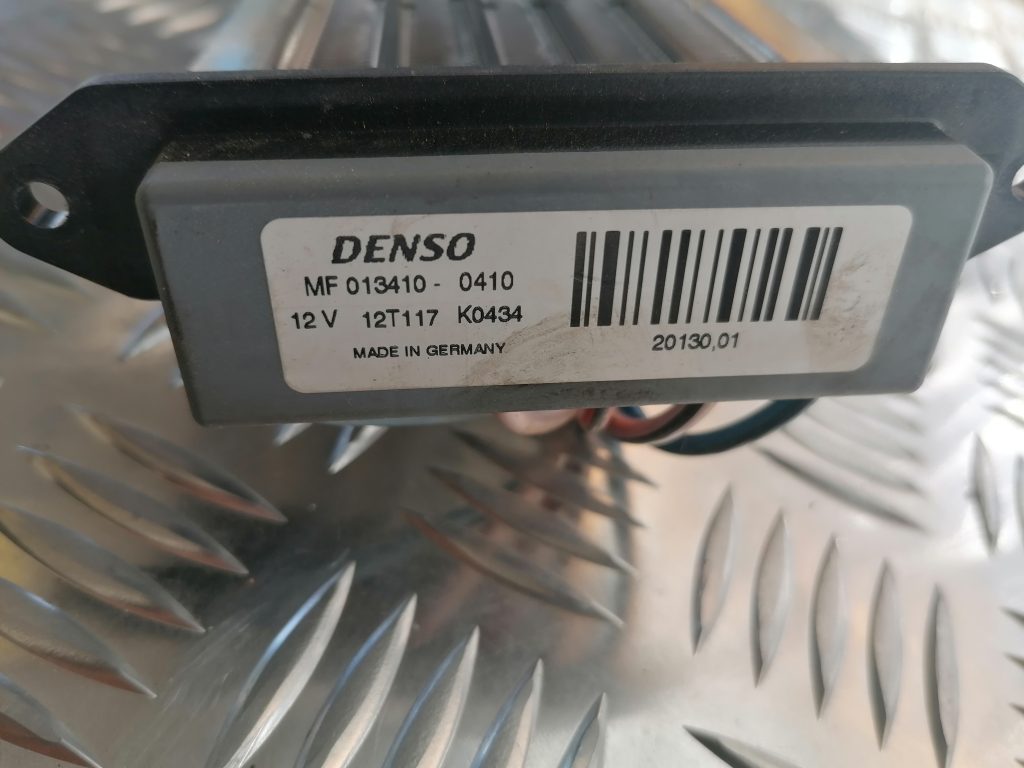 DENSO
MF 013410 - 0410
12 V 12T117 K0434
MADE IN GERMANY
20130,01